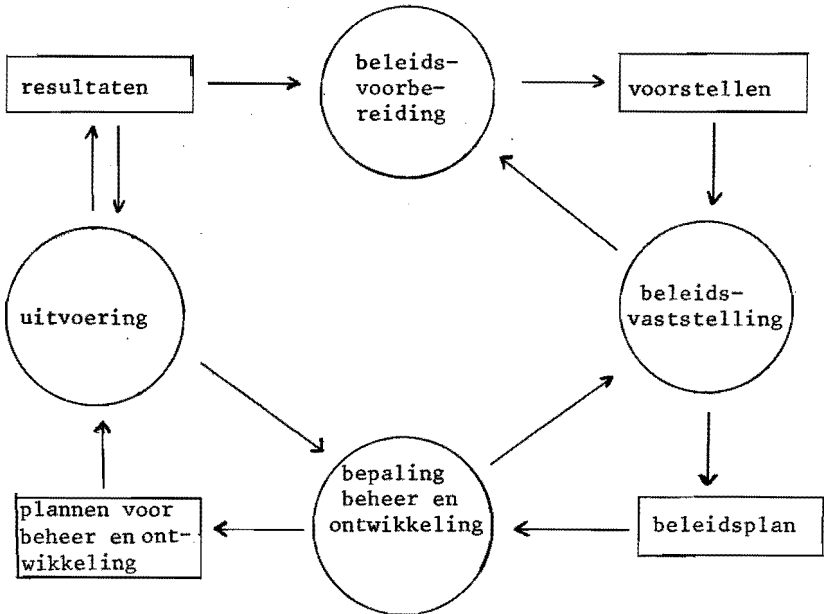 resultaten
beleids-
voorbe-
reiding
voorstellen
uitvoering
beleids-
vaststelling
plannen voor
beheer en ont-
wikkeling
bepaling
beheer en
ontwikkeling
beleidsplan